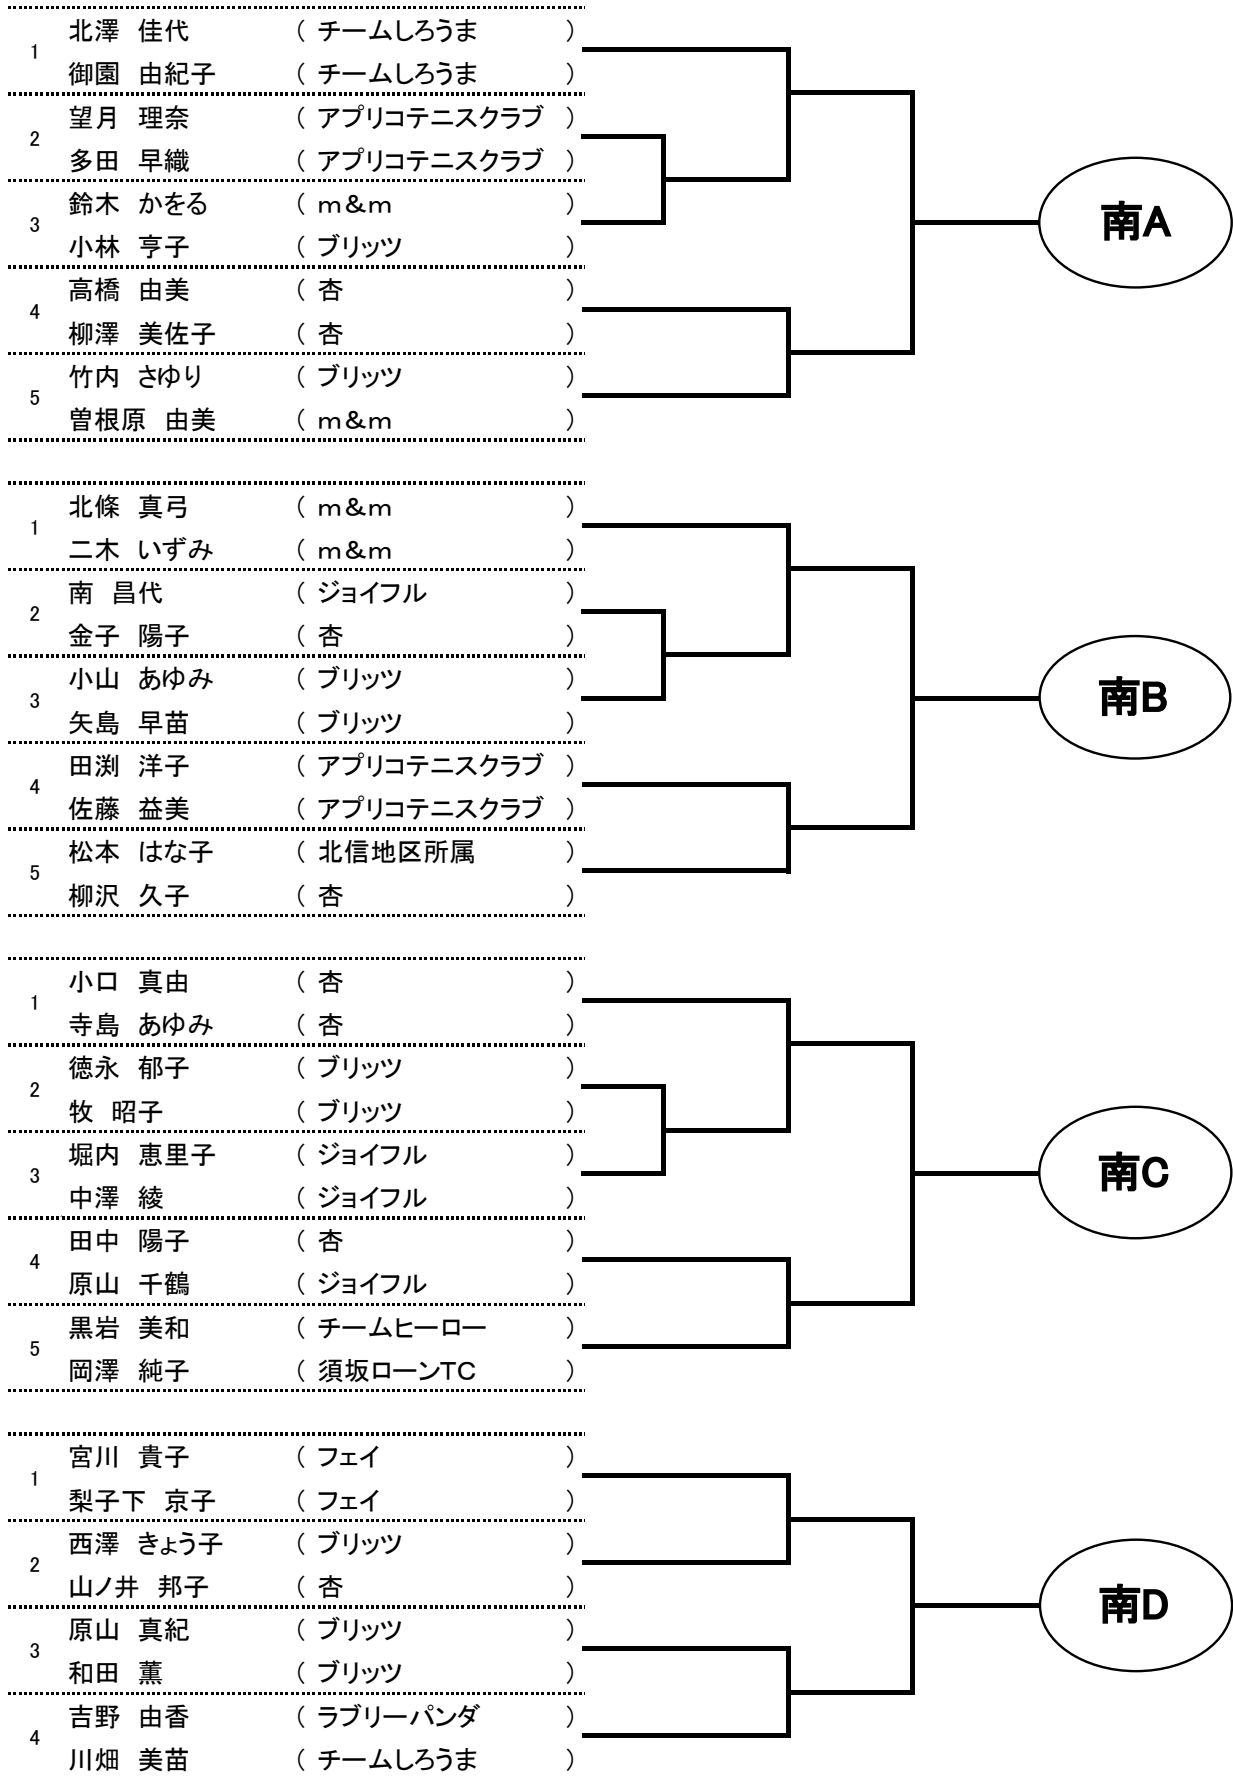 北澤 佳代 ( チームしろうま )
1
御園 由紀子 ( チームしろうま )
望月 理奈 ( アプリコテニスクラブ )
2
多田 早織 ( アプリコテニスクラブ )
鈴木 かをる ( m&m )
3
小林 亨子 ( ブリッツ )
南A
高橋 由美 ( 杏 )
4
柳澤 美佐子 ( 杏 )
竹内 さゆり ( ブリッツ )
5
曽根原 由美 ( m&m )
北條 真弓 ( m&m )
1
二木 いずみ ( m&m )
南 昌代 ( ジョイフル )
2
金子 陽子 ( 杏 )
小山 あゆみ ( ブリッツ )
3
矢島 早苗 ( ブリッツ )
南B
田渕 洋子 ( アプリコテニスクラブ )
4
佐藤 益美 ( アプリコテニスクラブ )
松本 はな子 ( 北信地区所属 )
5
柳沢 久子 ( 杏 )
小口 真由 ( 杏 )
1
寺島 あゆみ ( 杏 )
徳永 郁子 ( ブリッツ )
2
牧 昭子 ( ブリッツ )
堀内 恵里子 ( ジョイフル )
3
中澤 綾 ( ジョイフル )
南C
田中 陽子 ( 杏 )
4
原山 千鶴 ( ジョイフル )
黒岩 美和 ( チームヒーロー )
5
岡澤 純子 ( 須坂ローンTC )
宮川 貴子 ( フェイ )
1
梨子下 京子 ( フェイ )
西澤 きょう子 ( ブリッツ )
2
山ノ井 邦子 ( 杏 )
南D
原山 真紀 ( ブリッツ )
3
和田 薫 ( ブリッツ )
吉野 由香 ( ラブリーパンダ )
4
川畑 美苗 ( チームしろうま )